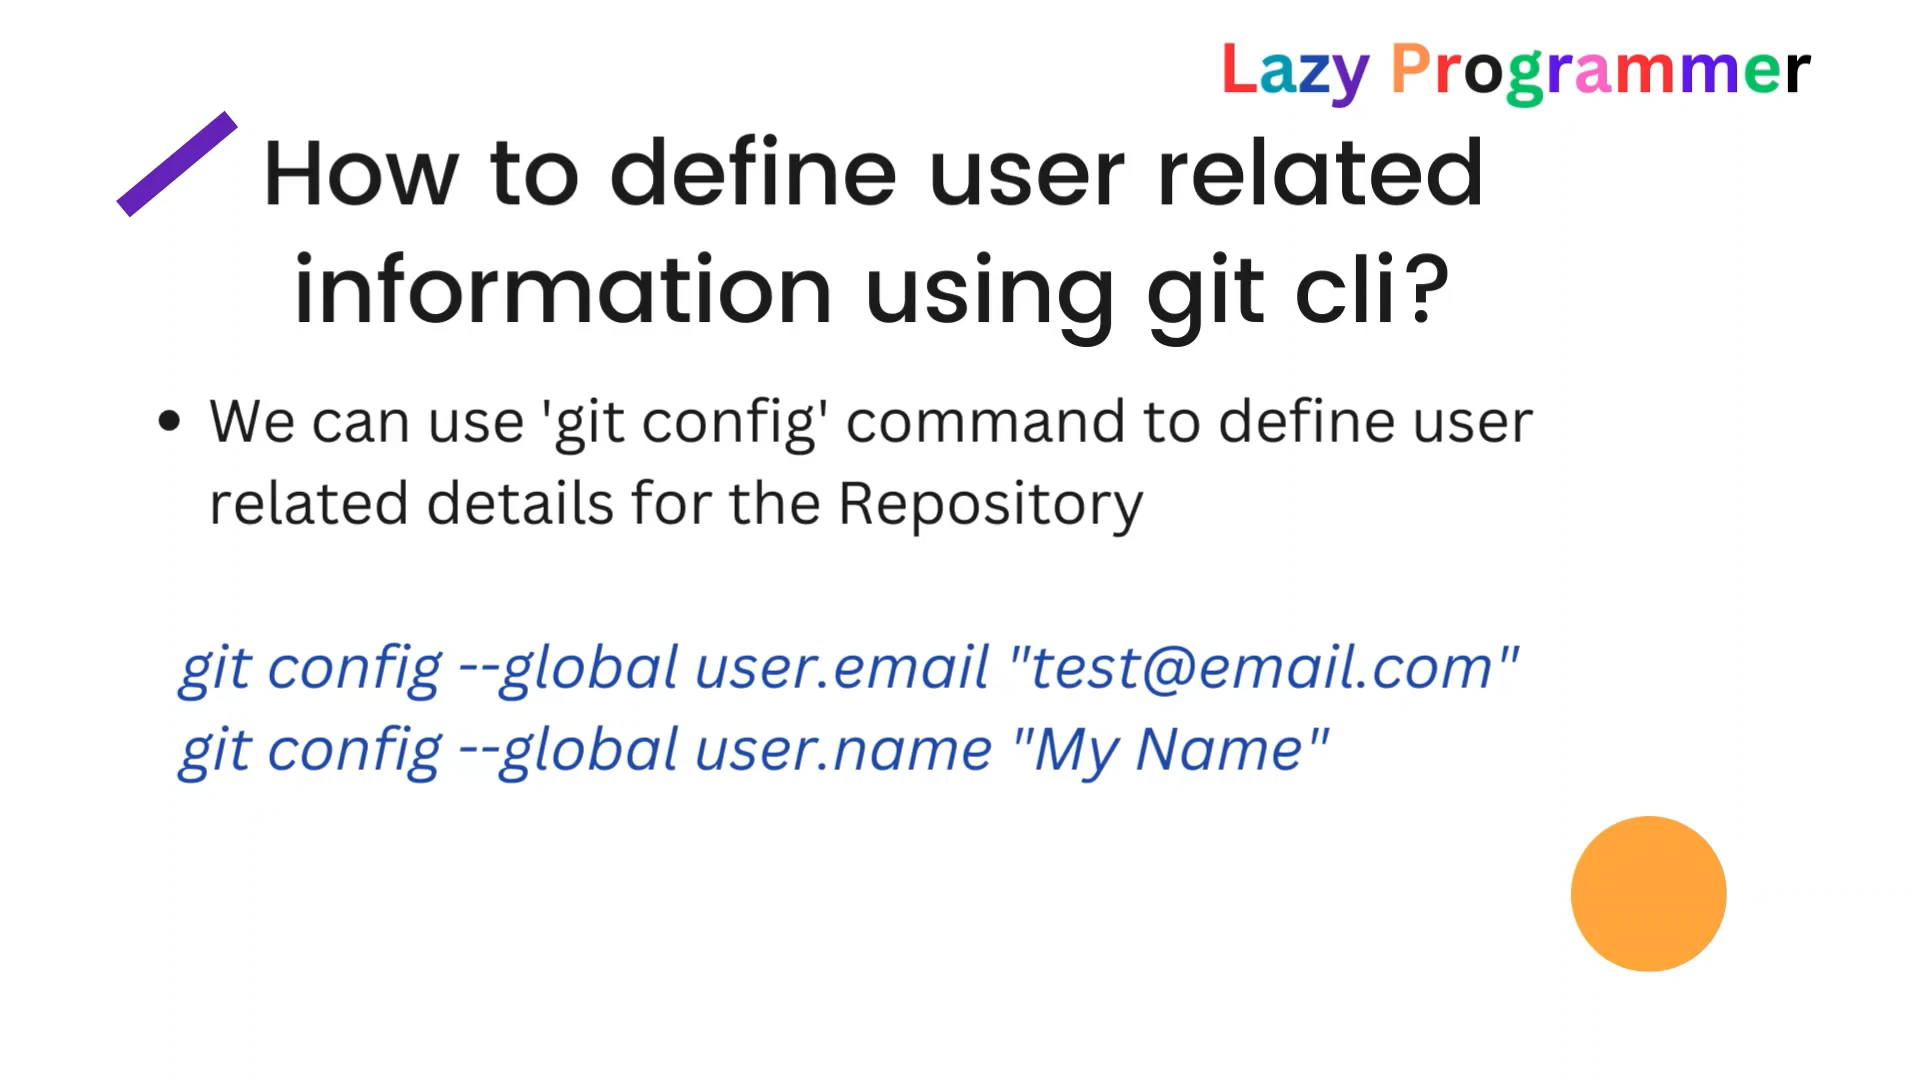 Lazy Programmer
How to define user related
information using git cli?
• We can use 'git config' command to define user
related details for the Repository
git config --global user.email "test@email.com"
git config --global user.name "My Name"